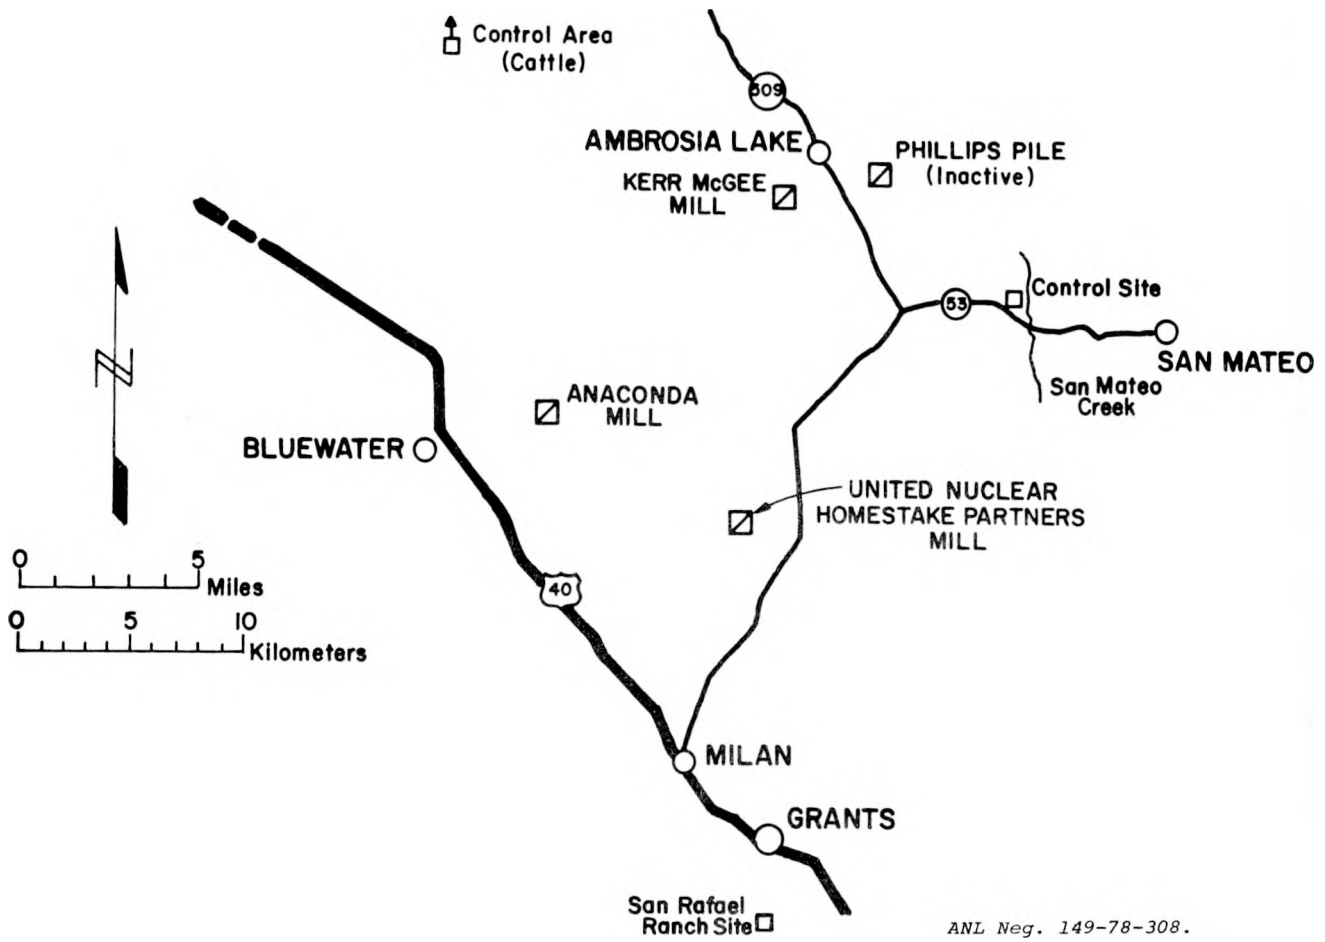 Control Area
(Cattle)
509
AMBROSIA LAKE
PHILLIPS PILE
(Inactive)
KERR McGEE
MILL
N
53
Control Site
SAN MATEO
San Mateo
Creek
ANACONDA
MILL
BLUEWATER
UNITED NUCLEAR
HOMESTAKE PARTNERS
MILL
0 5
Miles
0 5 10
Kilometers
40
MILAN
GRANTS
San Rafael
Ranch Site
ANL Neg. 149-78-308.